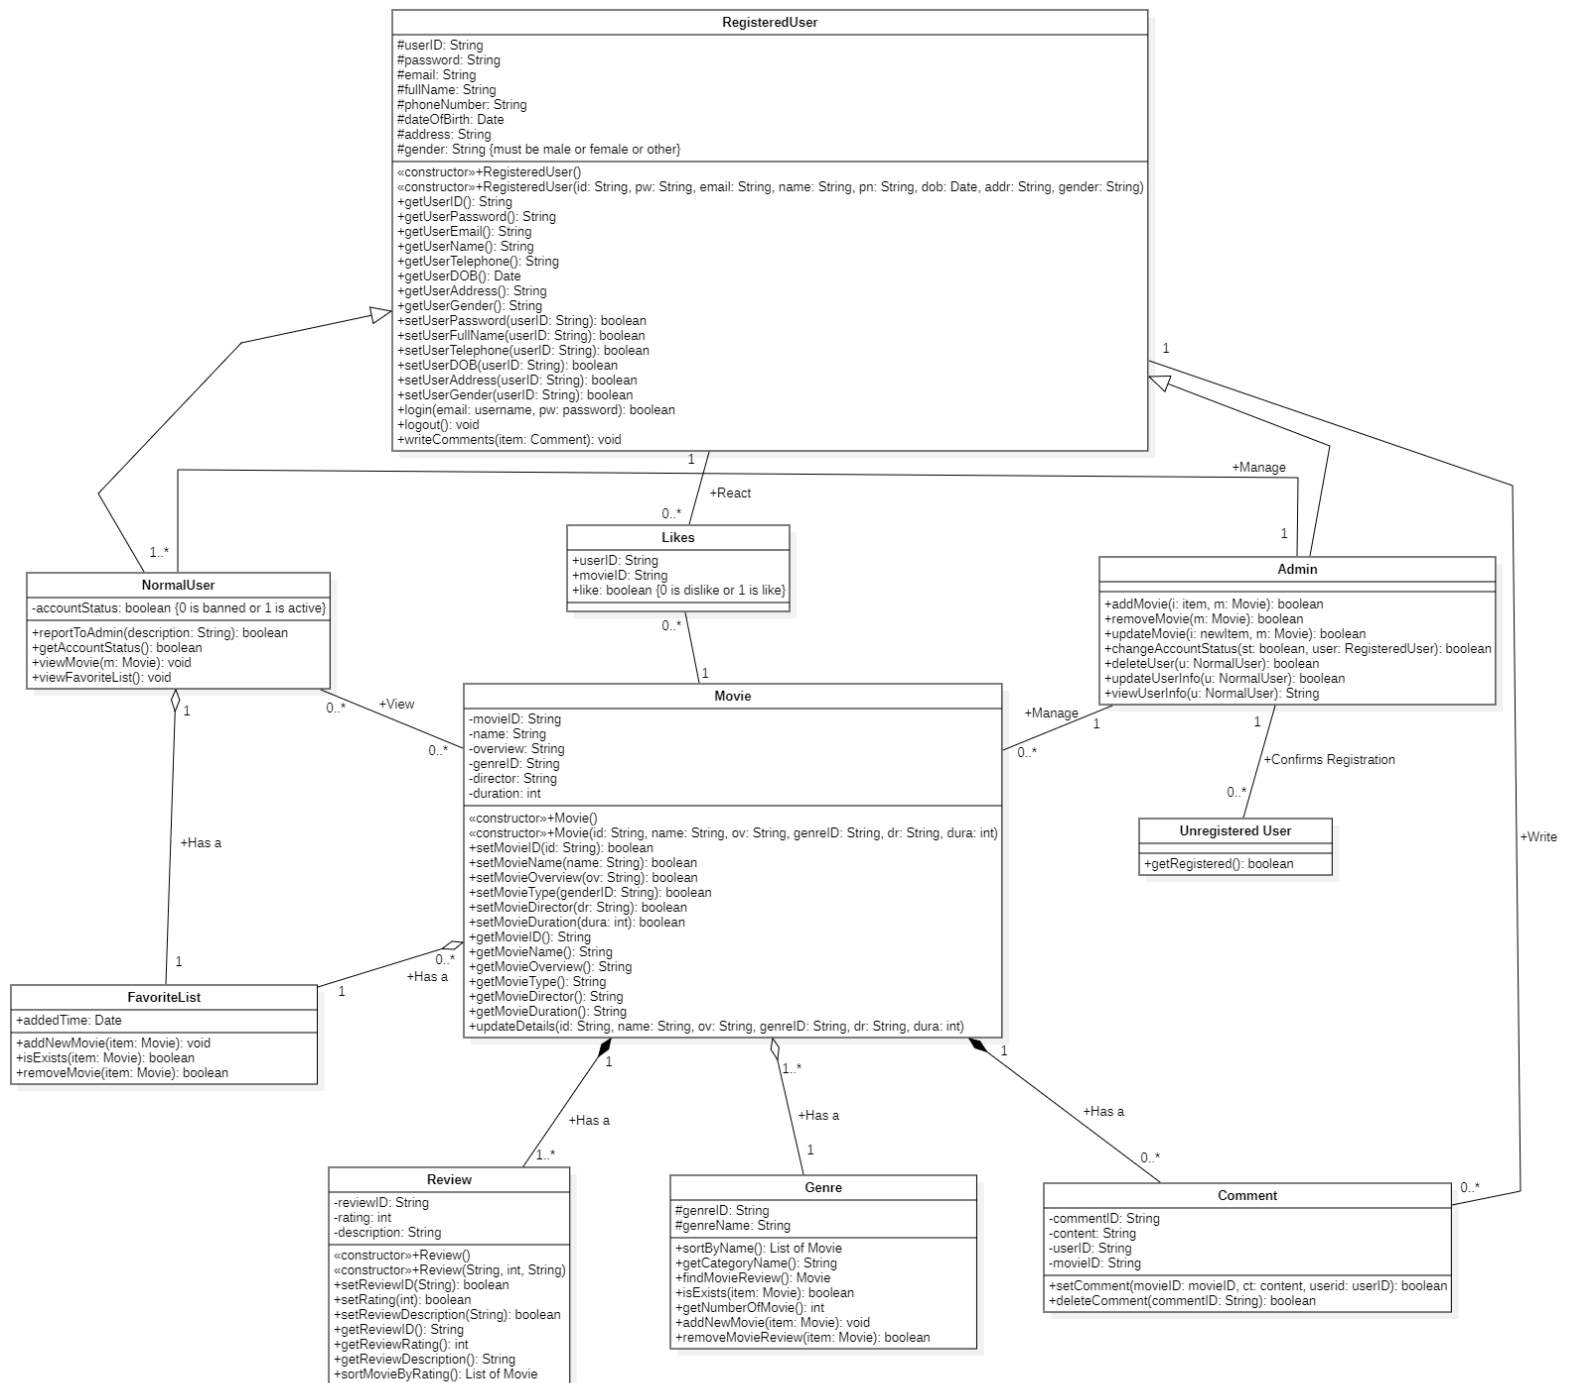 RegisteredUser
#userID: String
#password: String
#email: String
#fullName: String
#phoneNumber: String
#dateOfBirth: Date
#address: String
#gender: String {must be male or female or other}
«constructor»+RegisteredUser()
«constructor»+RegisteredUser(id: String, pw: String, email: String, name: String, pn: String, dob: Date, addr: String, gender: String)
+getUserID(): String
+getUserPassword(): String
+getUserEmail(): String
+getUserName(): String
+getUserTelephone(): String
+getUserDOB(): Date
+getUserAddress(): String
+getUserGender(): String
+setUserPassword(userID: String): boolean
+setUserFullName(userID: String): boolean
+setUserTelephone(userID: String): boolean
+setUserDOB(userID: String): boolean
+setUserAddress(userID: String): boolean
+setUserGender(userID: String): boolean
+login(email: username, pw: password): boolean
+logout(): void
+writeComments(item: Comment): void
1
1
+Manage
+React
0..*
1..*
1
Likes
+userID: String
+movieID: String
+like: boolean {0 is dislike or 1 is like}
0..*
1
NormalUser
-accountStatus: boolean {0 is banned or 1 is active}
+reportToAdmin(description: String): boolean
+getAccountStatus(): boolean
+viewMovie(m: Movie): void
+viewFavoriteList(): void
Admin
+addMovie(i: item, m: Movie): boolean
+removeMovie(m: Movie): boolean
+updateMovie(i: newItem, m: Movie): boolean
+changeAccountStatus(st: boolean, user: RegisteredUser): boolean
+deleteUser(u: NormalUser): boolean
+updateUserInfo(u: NormalUser): boolean
+viewUserInfo(u: NormalUser): String
1
0..*
+View
0..*
+Manage
1
0..*
1
+Confirms Registration
0..*
Movie
-movieID: String
-name: String
-overview: String
-genreID: String
-director: String
-duration: int
«constructor»+Movie()
«constructor»+Movie(id: String, name: String, ov: String, genreID: String, dr: String, dura: int)
+setMovieID(id: String): boolean
+setMovieName(name: String): boolean
+setMovieOverview(ov: String): boolean
+setMovieType(genderID: String): boolean
+setMovieDirector(dr: String): boolean
+setMovieDuration(dura: int): boolean
+getMovieID(): String
+getMovieName(): String
+getMovieOverview(): String
+getMovieType(): String
+getMovieDirector(): String
+getMovieDuration(): String
+updateDetails(id: String, name: String, ov: String, genreID: String, dr: String, dura: int)
Unregistered User
+getRegistered(): boolean
+Write
+Has a
1
0..*
+Has a
1
FavoriteList
+addedTime: Date
+addNewMovie(item: Movie): void
+isExists(item: Movie): boolean
+removeMovie(item: Movie): boolean
1
+Has a
1..*
1..*
+Has a
1
1
+Has a
0..*
0..*
Review
-reviewID: String
-rating: int
-description: String
«constructor»+Review()
«constructor»+Review(String, int, String)
+setReviewID(String): boolean
+setRating(int): boolean
+setReviewDescription(String): boolean
+getReviewID(): String
+getReviewRating(): int
+getReviewDescription(): String
+sortMovieByRating(): List of Movie
Genre
#genreID: String
#genreName: String
+sortByName(): List of Movie
+getCategoryName(): String
+findMovieReview(): Movie
+isExists(item: Movie): boolean
+getNumberOfMovie(): int
+addNewMovie(item: Movie): void
+removeMovieReview(item: Movie): boolean
Comment
-commentID: String
-content: String
-userID: String
-movieID: String
+setComment(movieID: movieID, ct: content, userid: userID): boolean
+deleteComment(commentID: String): boolean